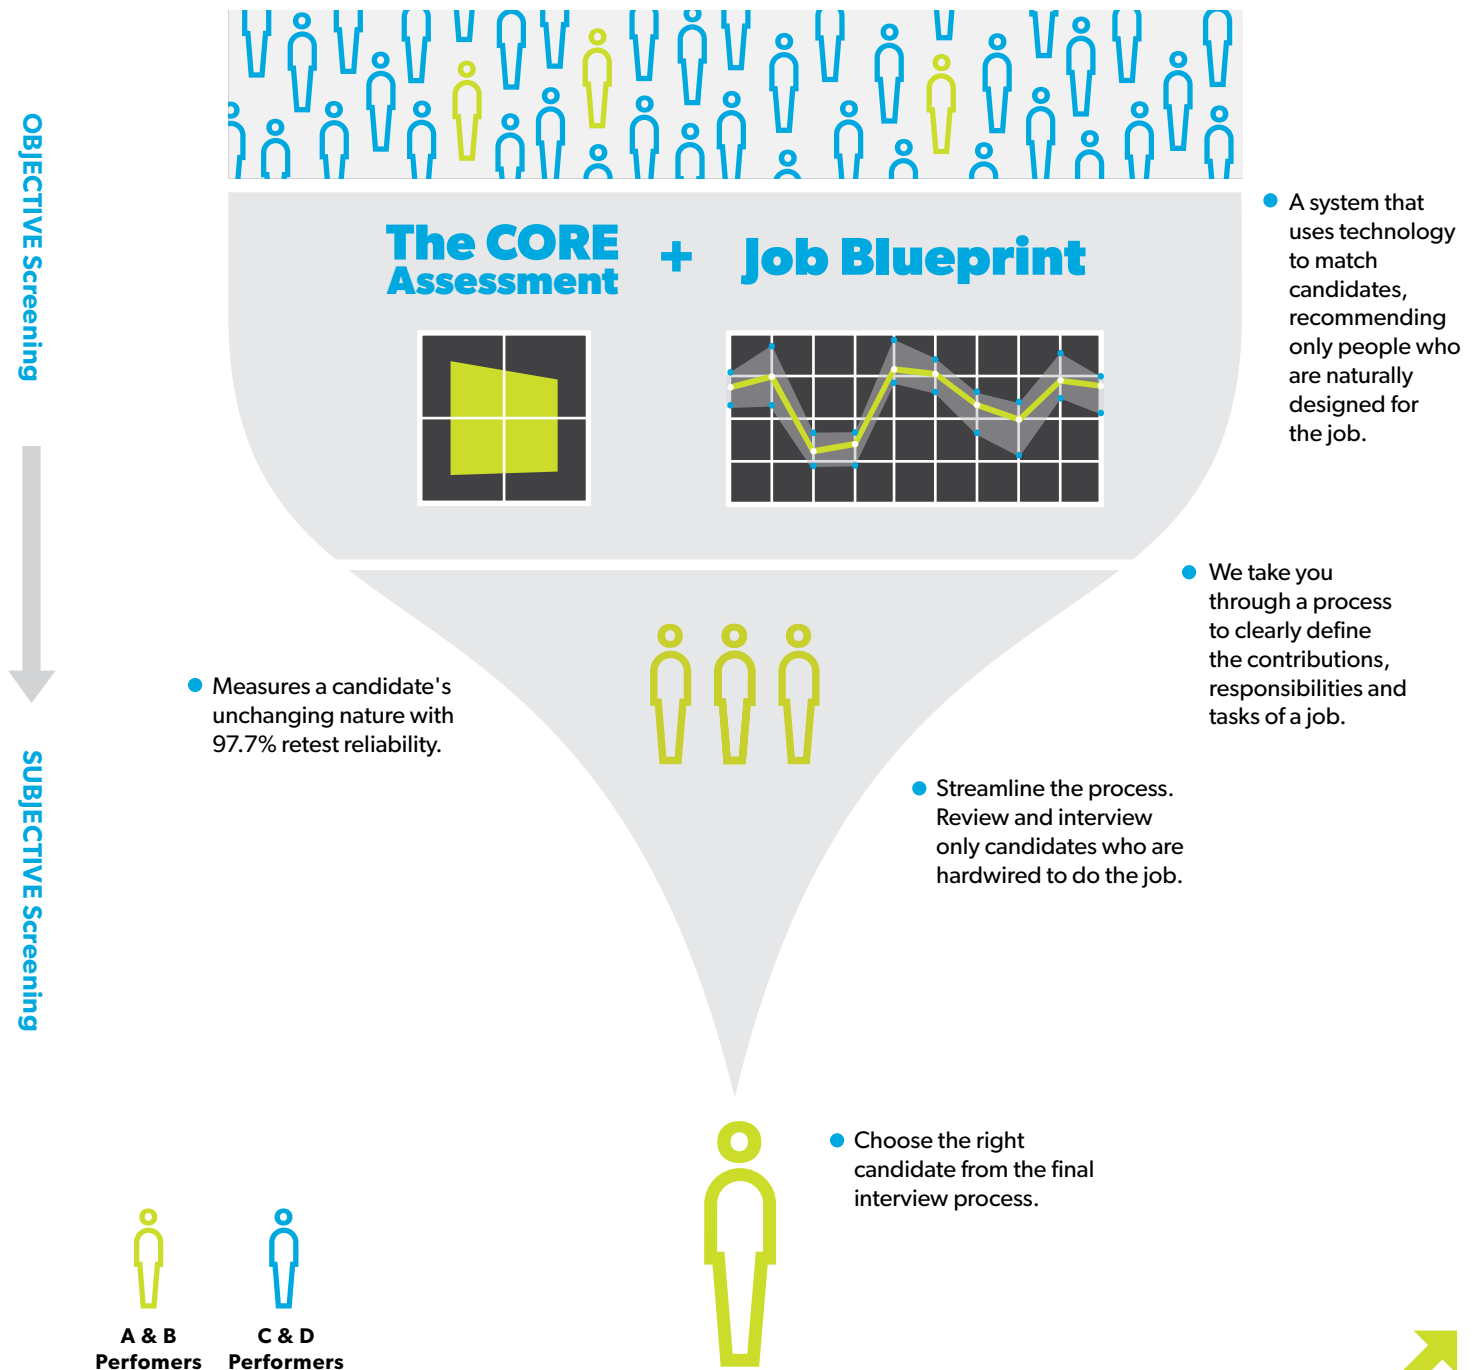 OBJECTIVE Screening
SUBJECTIVE Screening
The CORE
Assessment
+
Job Blueprint
A system that
uses technology
to match
candidates,
recommending
only people who
are naturally
designed for
the job.
We take you
through a process
to clearly define
the contributions,
responsibilities and
tasks of a job.
Measures a candidate's
unchanging nature with
97.7% retest reliability.
Streamline the process.
Review and interview
only candidates who are
hardwired to do the job.
Choose the right
candidate from the final
interview process.
A & B
Perfomers
C & D
Performers